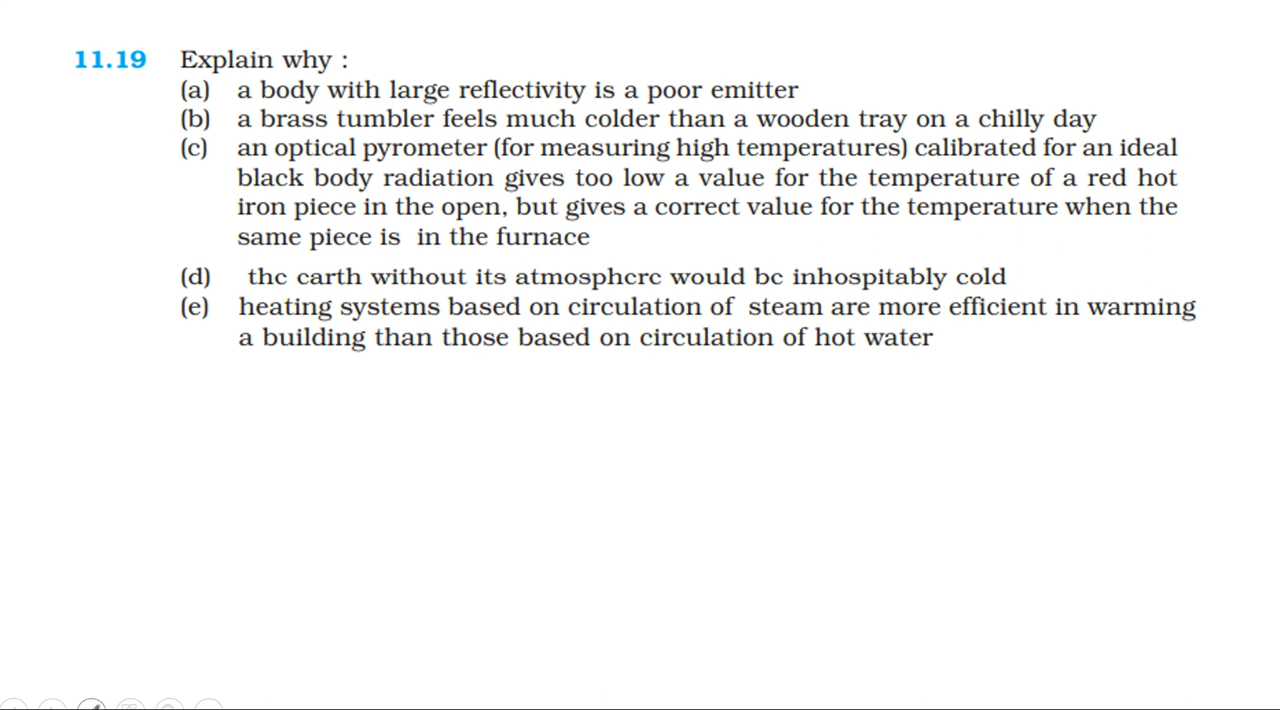 11.19 Explain why :
(a) a body with large reflectivity is a poor emitter
(b) a brass tumbler feels much colder than a wooden tray on a chilly day
(c) an optical pyrometer (for measuring high temperatures) calibrated for an ideal
black body radiation gives too low a value for the temperature of a red hot
iron piece in the open, but gives a correct value for the temperature when the
same piece is in the furnace
(d) the earth without its atmosphere would be inhospitably cold
(e) heating systems based on circulation of steam are more efficient in warming
a building than those based on circulation of hot water